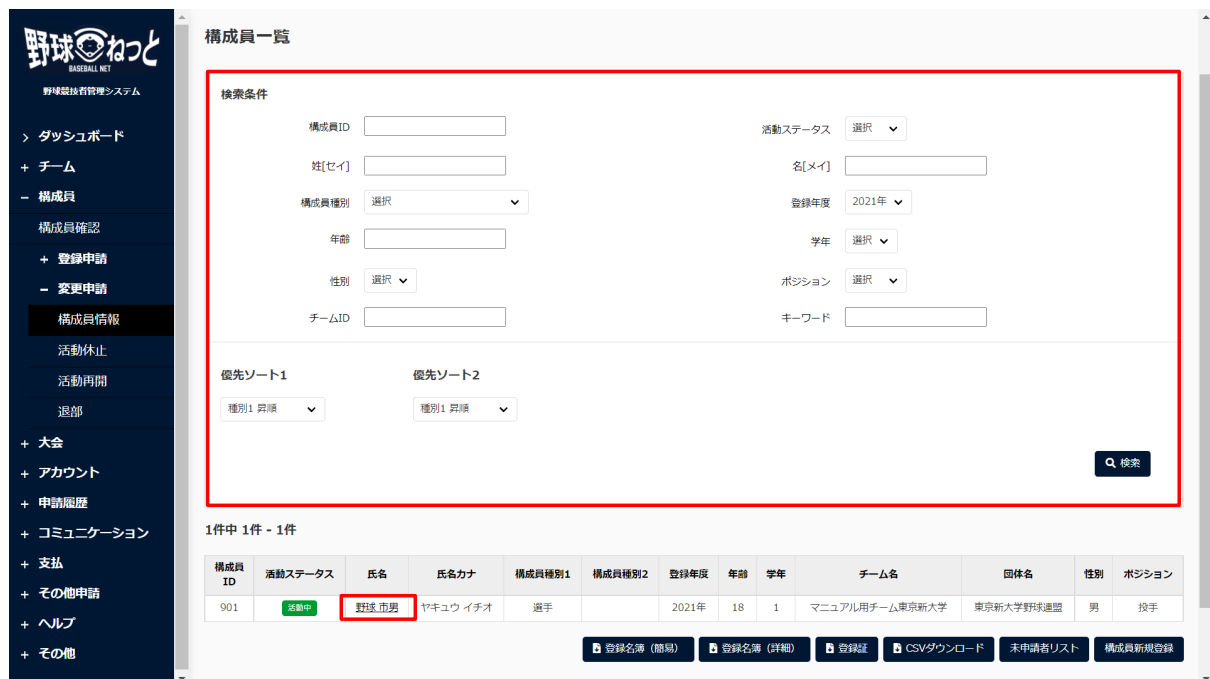 野球ねっと
BASEBALL NET
野球競技者管理システム
> ダッシュボード
+ チーム
− 構成員
構成員確認
+ 登録申請
− 変更申請
構成員情報
活動休止
活動再開
退部
+ 大会
+ アカウント
+ 申請履歴
+ コミュニケーション
+ 支払
+ その他申請
+ ヘルプ
+ その他
構成員一覧
検索条件
構成員ID 活動ステータス 選択
姓[セイ] 名[メイ]
構成員種別 選択 登録年度 2021年
年齢 学年 選択
性別 選択 ポジション 選択
チームID キーワード
優先ソート1 優先ソート2
種別1 昇順 種別1 昇順
検索
1件中 1件 - 1件
構成員ID 活動ステータス 氏名 氏名カナ 構成員種別1 構成員種別2 登録年度 年齢 学年 チーム名 団体名 性別 ポジション
901 活動中 野球 市男 ヤキュウ イチオ 選手 2021年 18 1 マニュアル用チーム東京新大学 東京新大学野球連盟 男 投手
登録名簿（簡易） 登録名簿（詳細） 登録証 CSVダウンロード 未申請者リスト 構成員新規登録